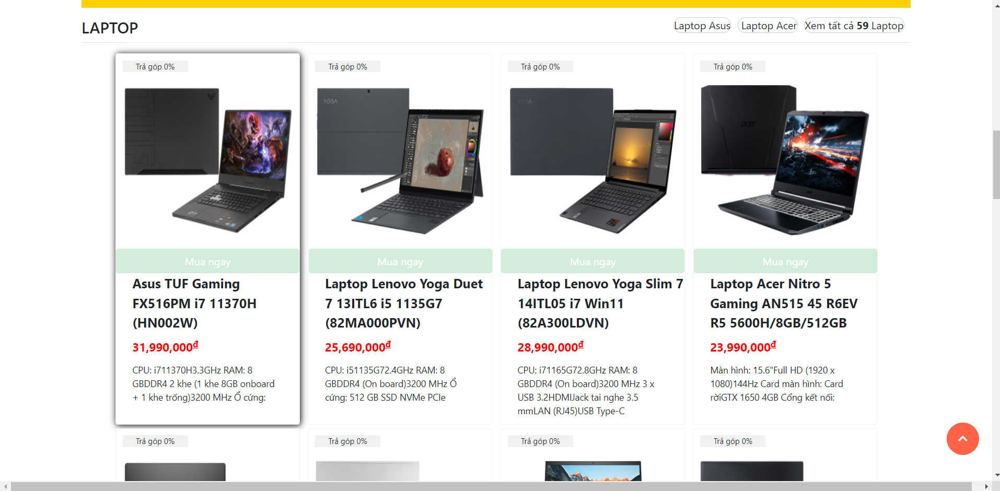 LAPTOP
Laptop Asus
Laptop Acer
Xem tất cả 59 Laptop
Trả góp 0%
Trả góp 0%
Trả góp 0%
Trả góp 0%
YOGA
YOGA
acer
Mua ngay
Mua ngay
Mua ngay
Mua ngay
Asus TUF Gaming
FX516PM i7 11370H
(HN002W)
31,990,000đ
CPU: i711370H3.3GHz RAM: 8
GBDDR4 2 khe (1 khe 8GB onboard
+ 1 khe trống)3200 MHz Ổ cứng:
Laptop Lenovo Yoga Duet
7 13ITL6 i5 1135G7
(82MA000PVN)
25,690,000đ
CPU: i51135G72.4GHz RAM: 8
GBDDR4 (On board)3200 MHz Ổ
cứng: 512 GB SSD NVMe PCIe
Laptop Lenovo Yoga Slim 7
14ITL05 i7 Win11
(82A300LDVN)
28,990,000đ
CPU: i71165G72.8GHz RAM: 8
GBDDR4 (On board)3200 MHz 3 x
USB 3.2HDMIJack tai nghe 3.5
mmLAN (RJ45)USB Type-C
Laptop Acer Nitro 5
Gaming AN515 45 R6EV
R5 5600H/8GB/512GB
23,990,000đ
Màn hình: 15.6"Full HD (1920 x
1080)144Hz Card màn hình: Card
rờiGTX 1650 4GB Cổng kết nối:
Trả góp 0%
Trả góp 0%
Trả góp 0%
Trả góp 0%